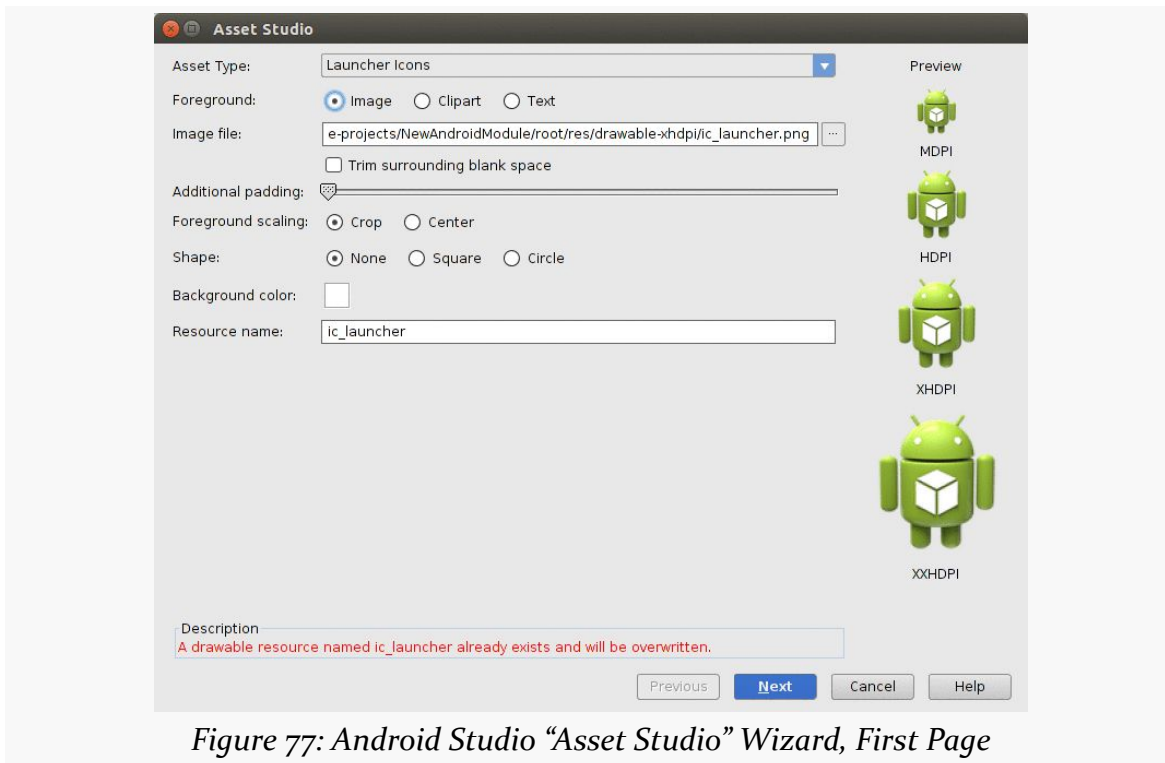 Asset Studio
Asset Type: Launcher Icons
Preview
Foreground: Image Clipart Text
Image file: e-projects/NewAndroidModule/root/res/drawable-xhdpi/ic_launcher.png ...
MDPI
Trim surrounding blank space
Additional padding:
Foreground scaling: Crop Center
Shape: None Square Circle
HDPI
Background color:
Resource name: ic_launcher
XHDPI
XXHDPI
Description
A drawable resource named ic_launcher already exists and will be overwritten.
Previous Next Cancel Help
Figure 77: Android Studio “Asset Studio” Wizard, First Page